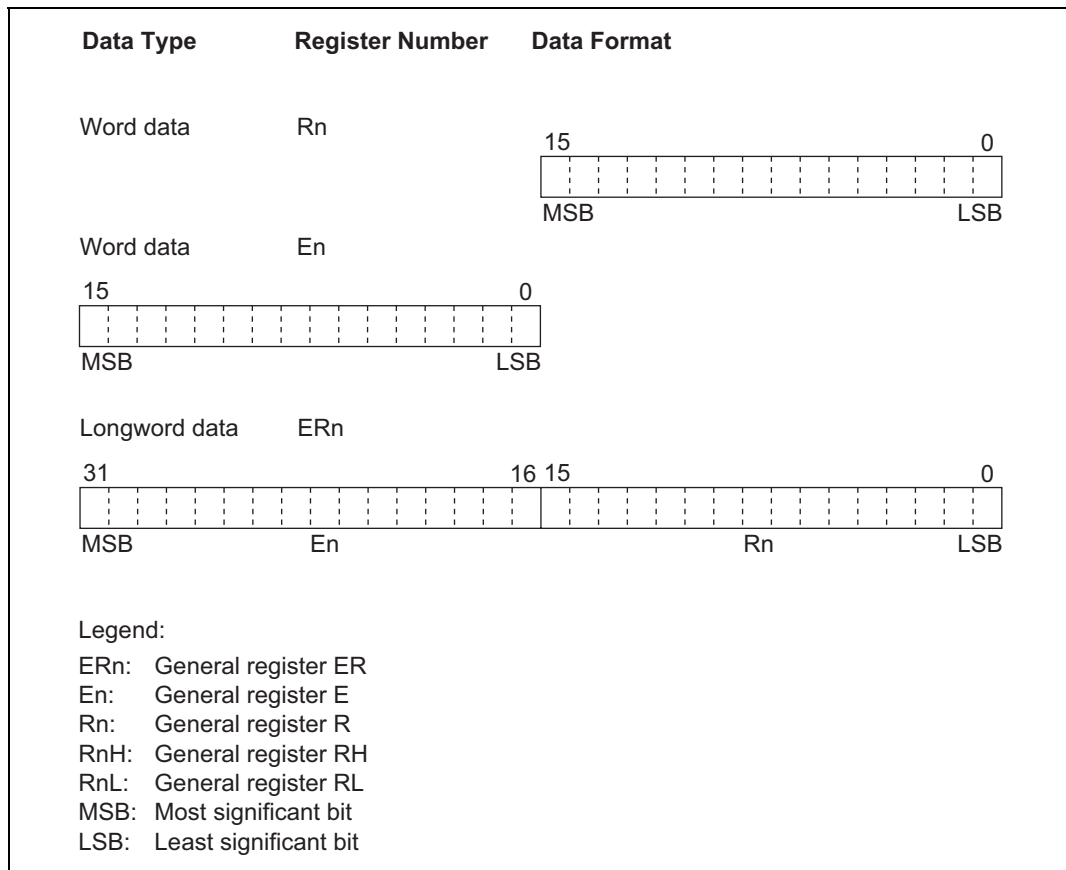 Data Type Register Number Data Format
Word data Rn
15 0
MSB LSB
Word data En
15 0
MSB LSB
Longword data ERn
31 16 15 0
MSB En Rn LSB
Legend:
ERn: General register ER
En: General register E
Rn: General register R
RnH: General register RH
RnL: General register RL
MSB: Most significant bit
LSB: Least significant bit